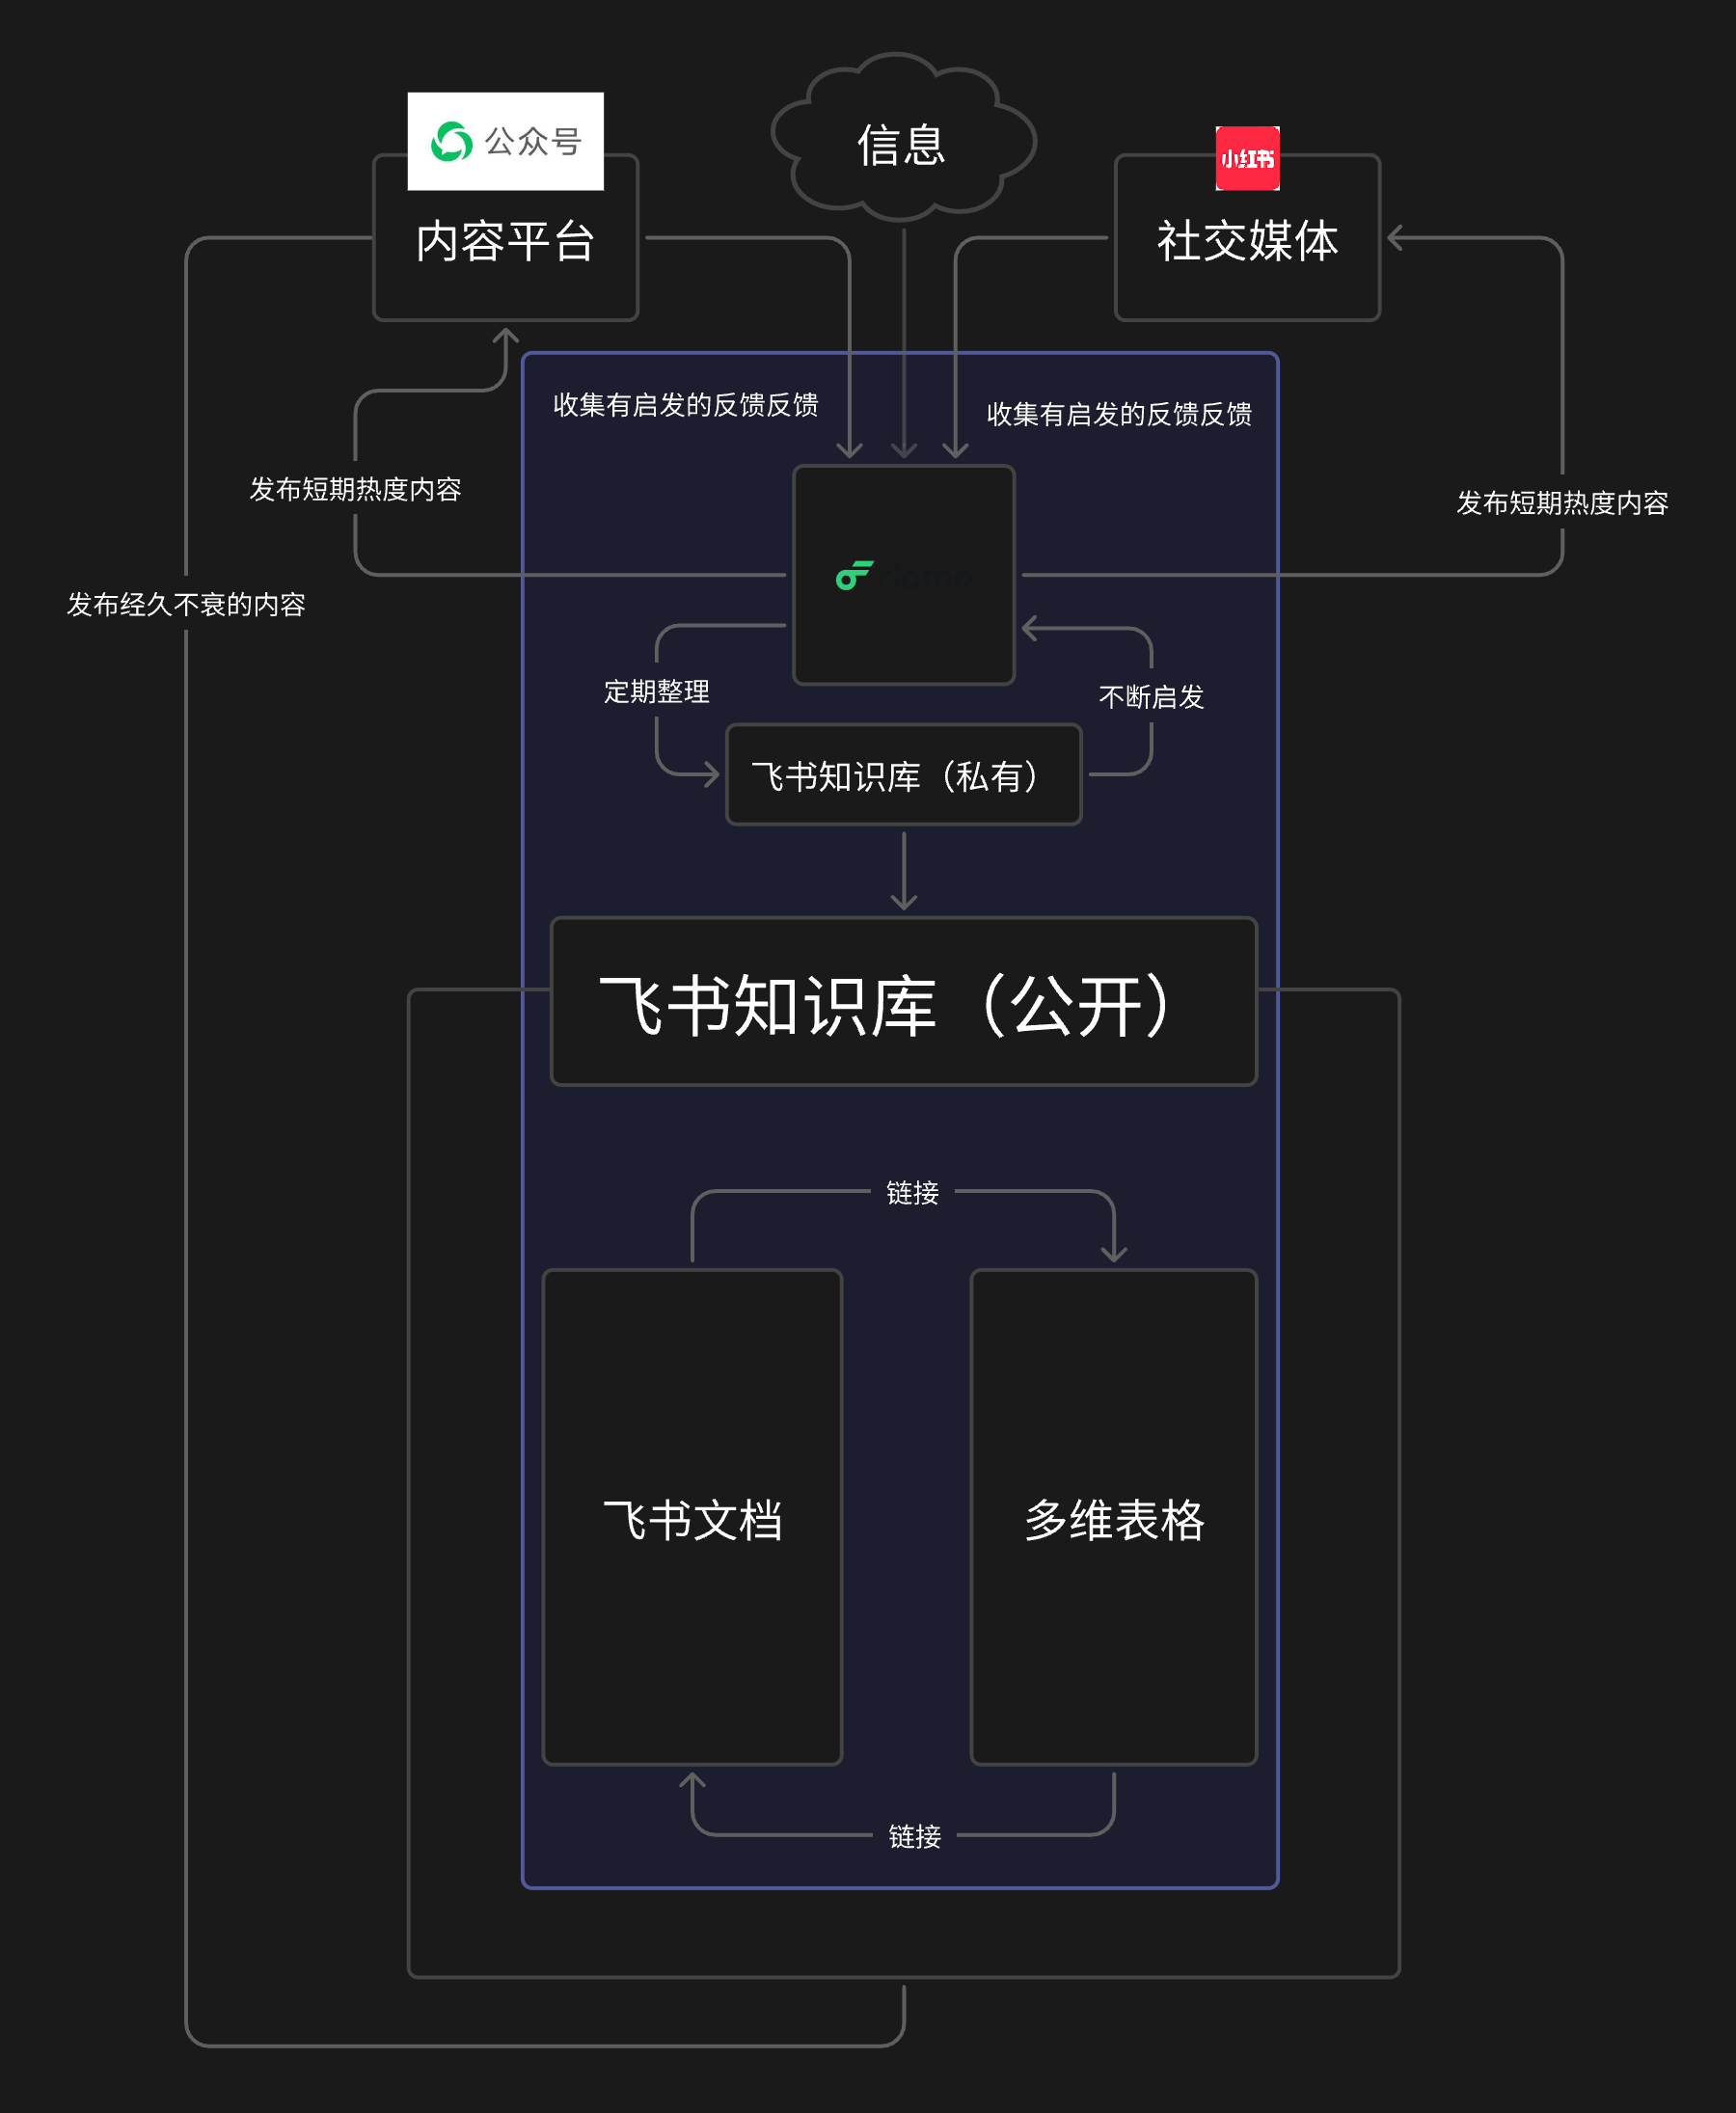 信息
公众号
小红书
内容平台
社交媒体
收集有启发的反馈反馈
收集有启发的反馈反馈
发布短期热度内容
发布短期热度内容
flomo
发布经久不衰的内容
定期整理
不断启发
飞书知识库（私有）
飞书知识库（公开）
链接
飞书文档
多维表格
链接